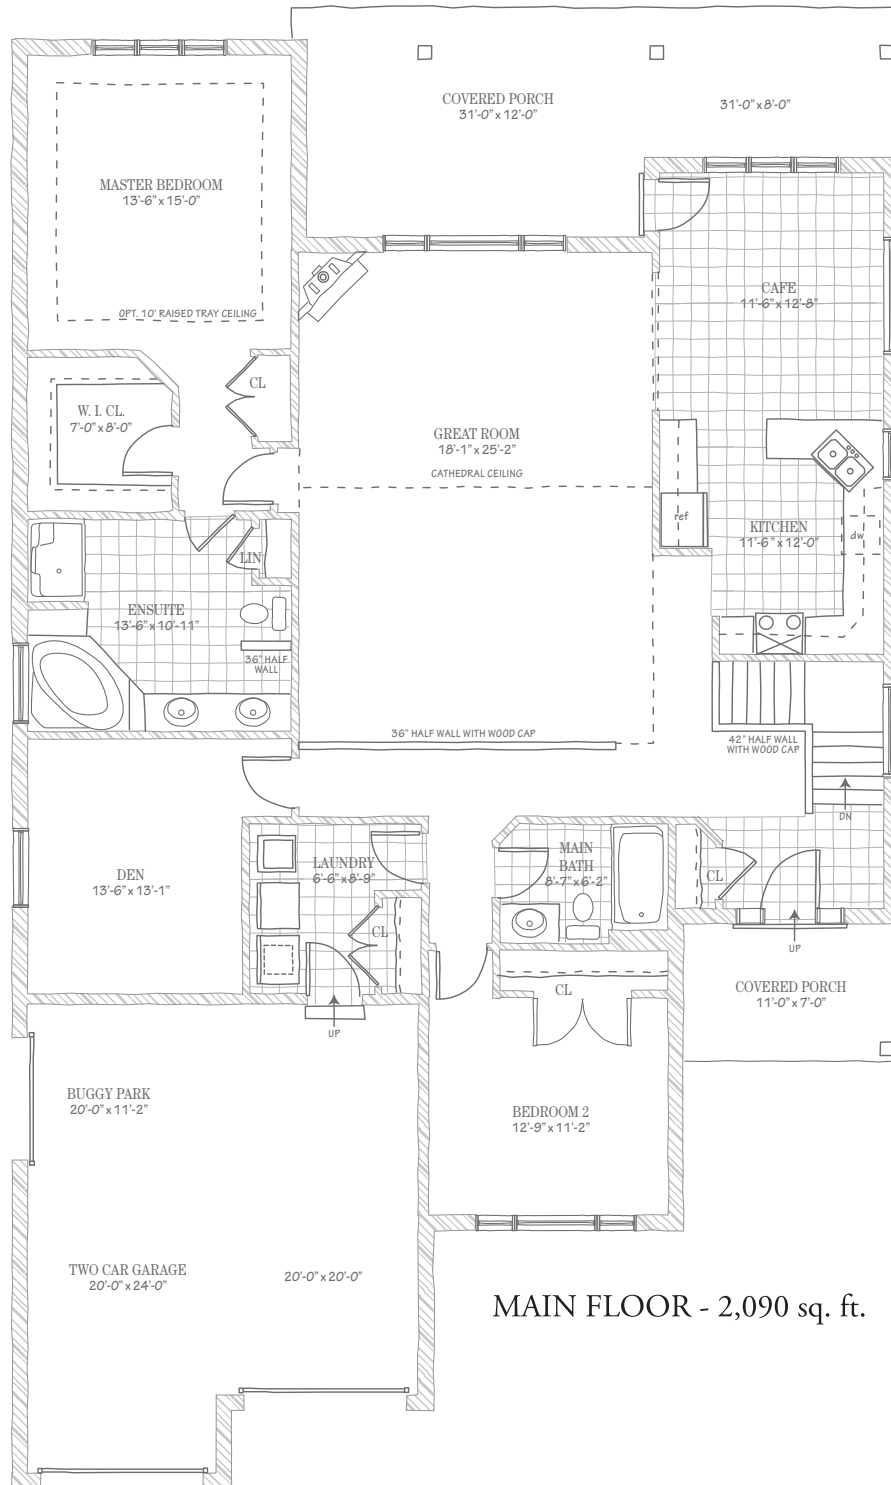 COVERED PORCH
31'-0" x 12'-0"
31'-0" x 8'-0"
MASTER BEDROOM
13'-6" x 15'-0"
OPT. 10' RAISED TRAY CEILING
CAFE
11'-6" x 12'-8"
W. I. CL.
7'-0" x 8'-0"
CL
GREAT ROOM
18'-1" x 25'-2"
CATHEDRAL CEILING
ref
KITCHEN
11'-6" x 12'-0"
dw
LIN
ENSUITE
13'-6" x 10'-11"
36" HALF
WALL
36" HALF WALL WITH WOOD CAP
42" HALF WALL
WITH WOOD CAP
DN
DEN
13'-6" x 13'-1"
LAUNDRY
6'-6" x 8'-9"
CL
MAIN
BATH
8'-7" x 6'-2"
CL
UP
UP
CL
COVERED PORCH
11'-0" x 7'-0"
BUGGY PARK
20'-0" x 11'-2"
BEDROOM 2
12'-9" x 11'-2"
TWO CAR GARAGE
20'-0" x 24'-0"
20'-0" x 20'-0"
MAIN FLOOR - 2,090 sq. ft.